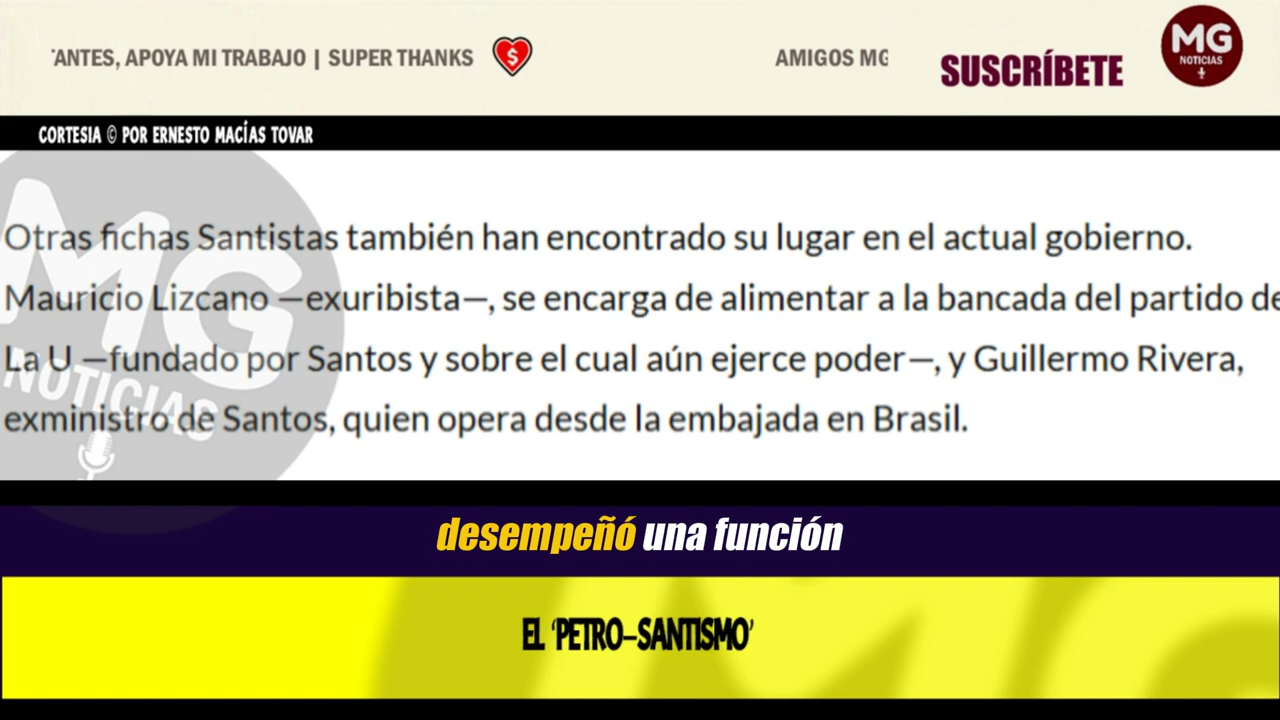 'ANTES, APOYA MI TRABAJO | SUPER THANKS
AMIGOS MG
SUSCRÍBETE
MG
NOTICIAS
CORTESIA © POR ERNESTO MACÍAS TOVAR
Otras fichas Santistas también han encontrado su lugar en el actual gobierno.
Mauricio Lizcano —exuribista—, se encarga de alimentar a la bancada del partido de
La U —fundado por Santos y sobre el cual aún ejerce poder—, y Guillermo Rivera,
exministro de Santos, quien opera desde la embajada en Brasil.
MG
NOTICIAS
desempeñó una función
EL 'PETRO-SANTISMO'